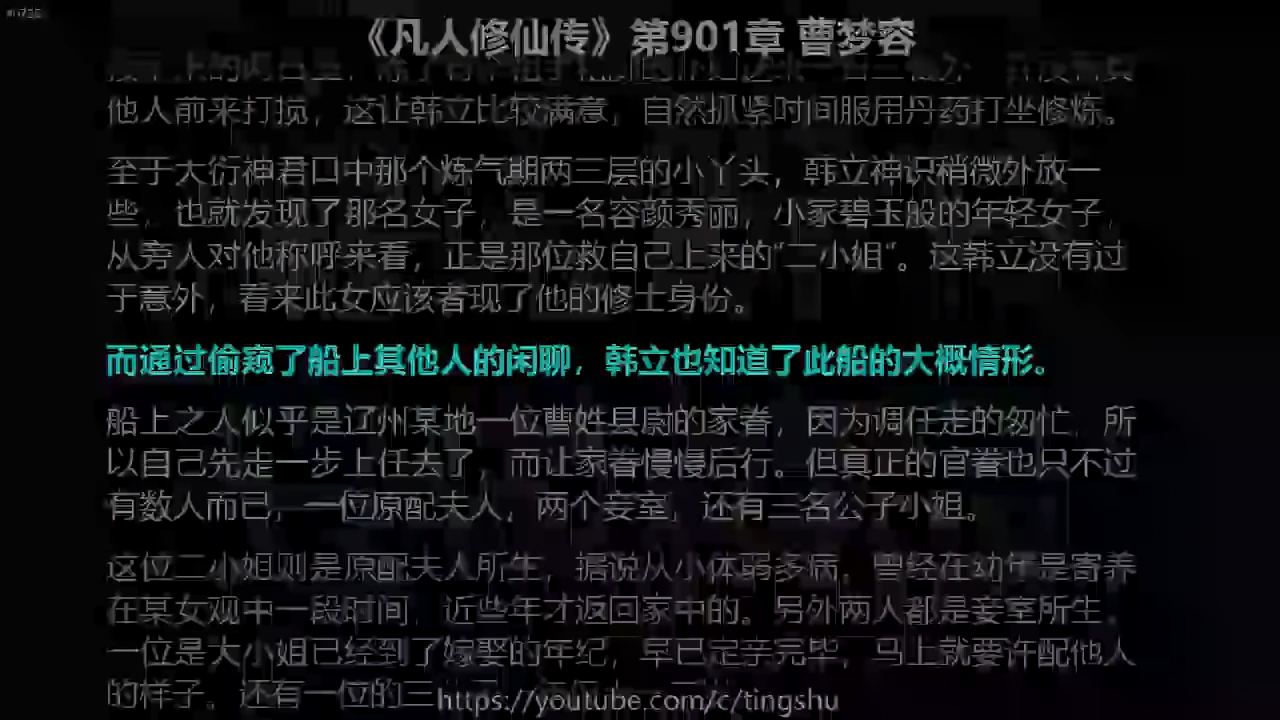 《凡人修仙传》第901章 曹梦容
他人前来打搅，这让韩立比较满意，自然抓紧时间服用丹药打坐修炼。
至于大衍神君口中那个炼气期两三层的小丫头，韩立神识稍微外放一
些，也就发现了那名女子，是一名容颜秀丽，小家碧玉般的年轻女子，
从旁人对他称呼来看，正是那位救自己上来的“二小姐”。这韩立没有过
于意外，看来此女应该者现了他的修士身份。
而通过偷窥了船上其他人的闲聊，韩立也知道了此船的大概情形。
船上之人似乎是辽州某地一位曹姓县尉的家眷，因为调任走的匆忙，所
以自己先走一步上任去了，而让家眷慢慢后行。但真正的官眷也只不过
有数人而已，一位原配夫人，两个妾室，还有三名公子小姐。
这位二小姐则是原配夫人所生，据说从小体弱多病，曾经在幼年是寄养
在某女观中一段时间，近些年才返回家中的。另外两人都是妾室所生，
一位是大小姐已经到了嫁娶的年纪，早已定亲完毕，马上就要许配他人
的样子。还有一位的三
https://youtube.com/c/tingshu